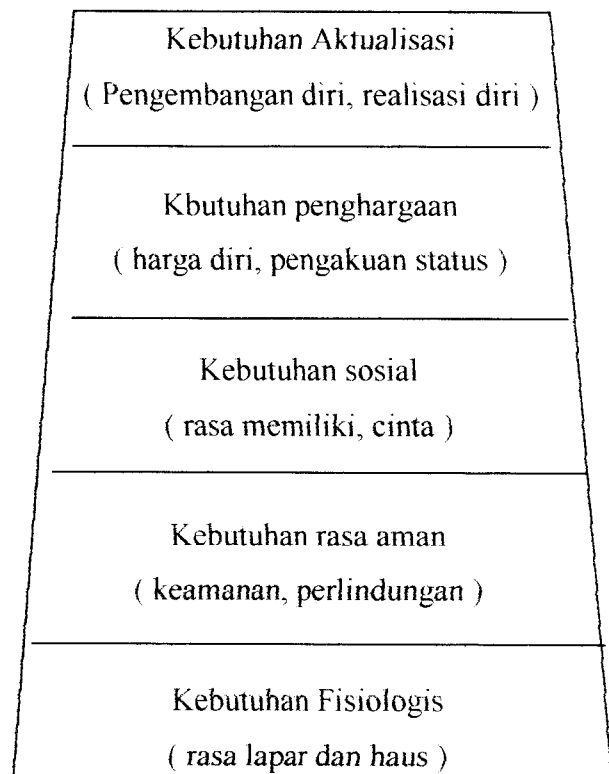 Kebutuhan Aktualisasi
( Pengembangan diri, realisasi diri )
Kbutuhan penghargaan
( harga diri, pengakuan status )
Kebutuhan sosial
( rasa memiliki, cinta )
Kebutuhan rasa aman
( keamanan, perlindungan )
Kebutuhan Fisiologis
( rasa lapar dan haus )